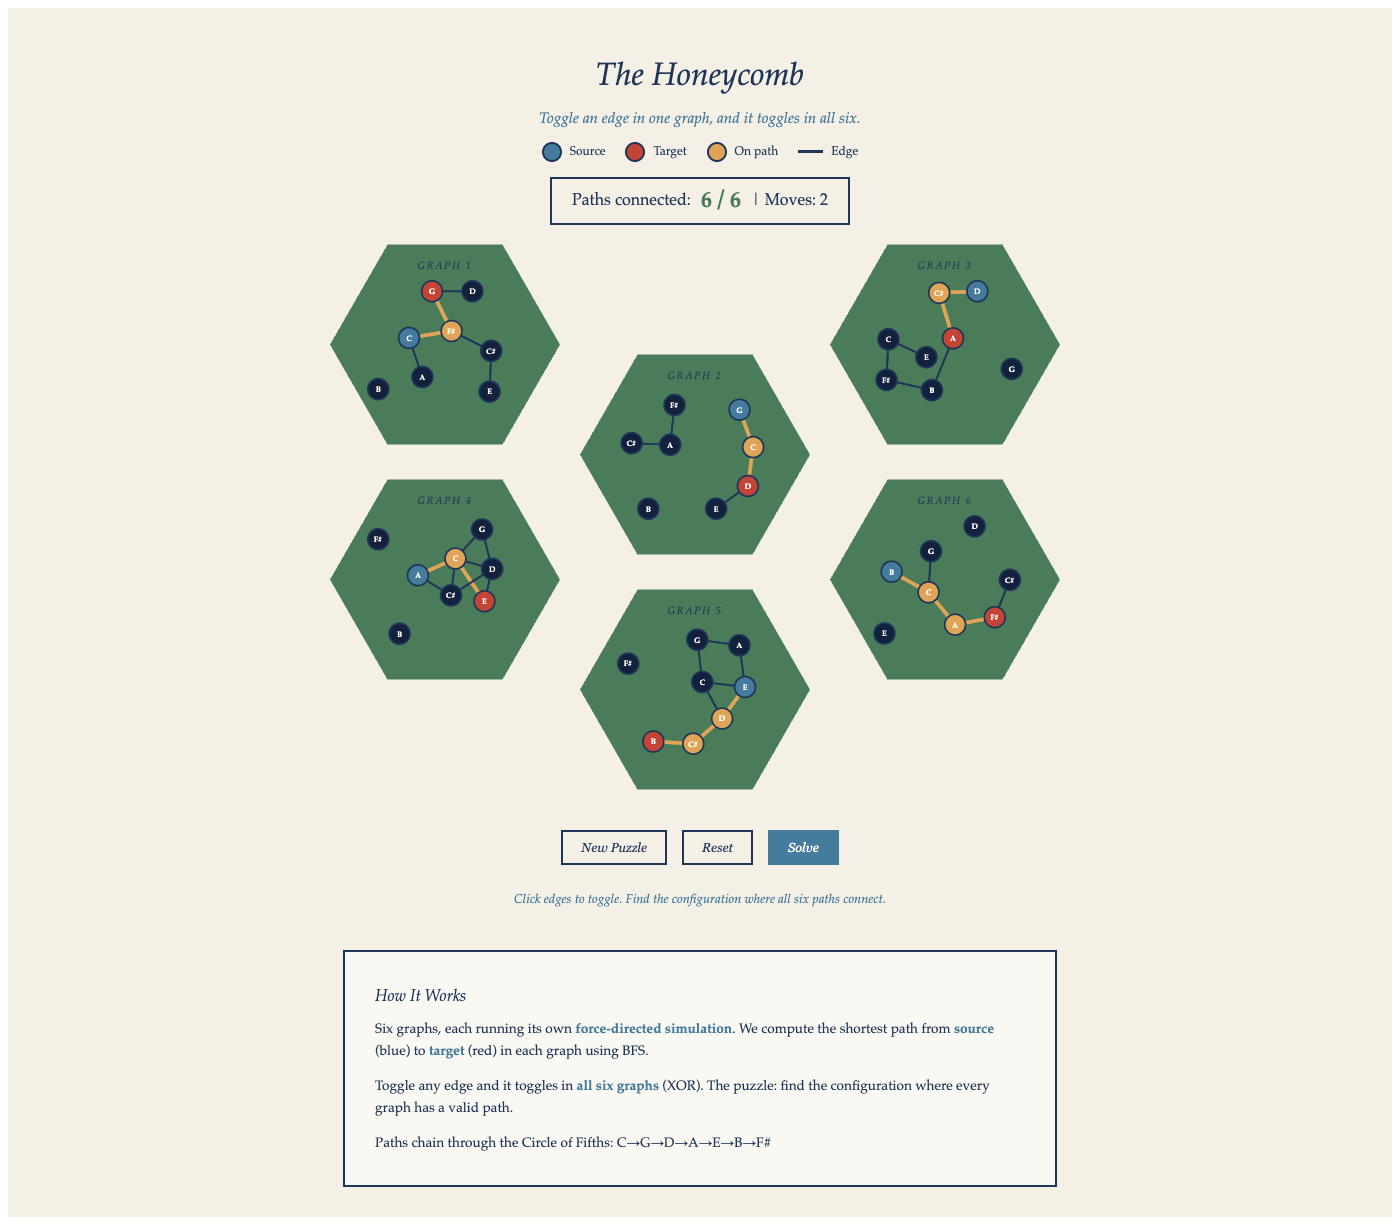 The Honeycomb
Toggle an edge in one graph, and it toggles in all six.
Source Target On path Edge
Paths connected: 6 / 6 | Moves: 2
GRAPH 1
G D
C F#
C#
A
B E
GRAPH 3
C# D
C A
E
F# B G
GRAPH 2
F# G
C# A C
D
B E
GRAPH 4
F# G
C
A D
C# E
B
GRAPH 6
D
G
B C#
C
A F#
E
GRAPH 5
G A
F#
C E
D
B C#
New Puzzle Reset Solve
Click edges to toggle. Find the configuration where all six paths connect.
How It Works
Six graphs, each running its own force-directed simulation. We compute the shortest path from source
(blue) to target (red) in each graph using BFS.
Toggle any edge and it toggles in all six graphs (XOR). The puzzle: find the configuration where every
graph has a valid path.
Paths chain through the Circle of Fifths: C→G→D→A→E→B→F#